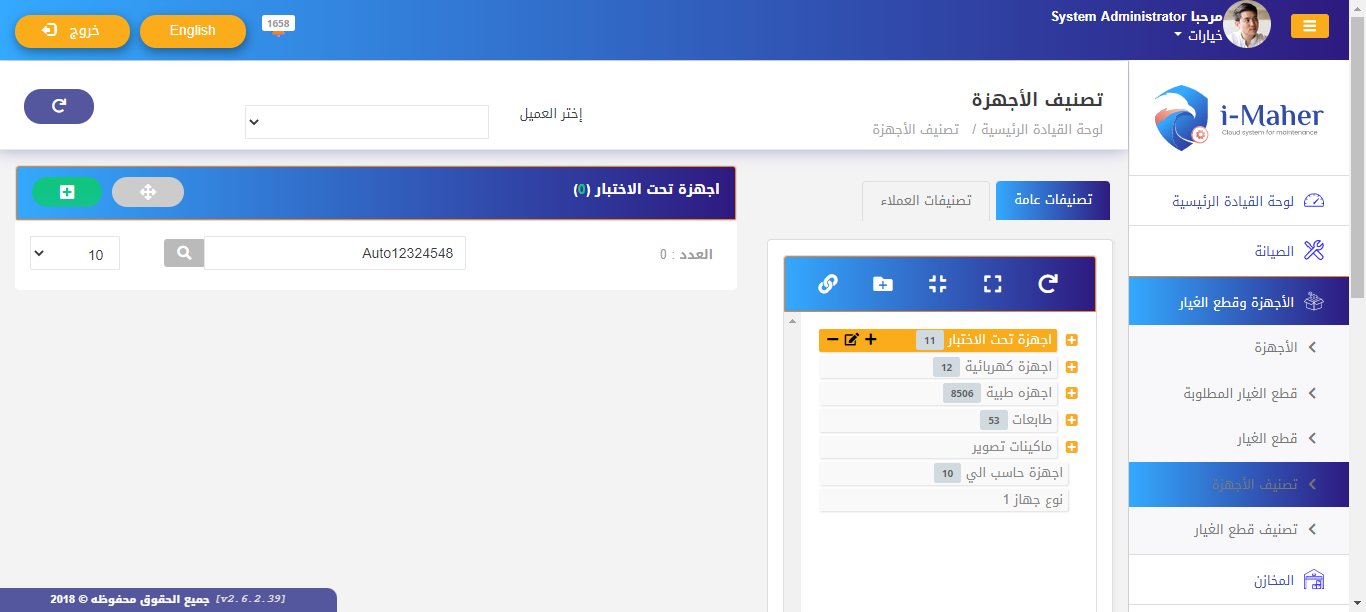 مرحبا System Administrator
خيارات
1658
English
خروج
i-Maher
Cloud system for maintenance
لوحة القيادة الرئيسية
الصيانة
الأجهزة وقطع الغيار
الأجهزة
قطع الغيار المطلوبة
قطع الغيار
تصنيف الأجهزة
تصنيف قطع الغيار
المخازن
تصنيف الأجهزة
لوحة القيادة الرئيسية / تصنيف الأجهزة
إختر العميل
تصنيفات عامة
تصنيفات العملاء
اجهزة تحت الاختبار 11
اجهزة كهربائية 12
اجهزه طبية 8506
طابعات 53
ماكينات تصوير
اجهزة حاسب الي 10
نوع جهاز 1
اجهزة تحت الاختبار (0)
العدد : 0
Auto12324548
10
جميع الحقوق محفوظه © 2018 [v2.6.2.39]